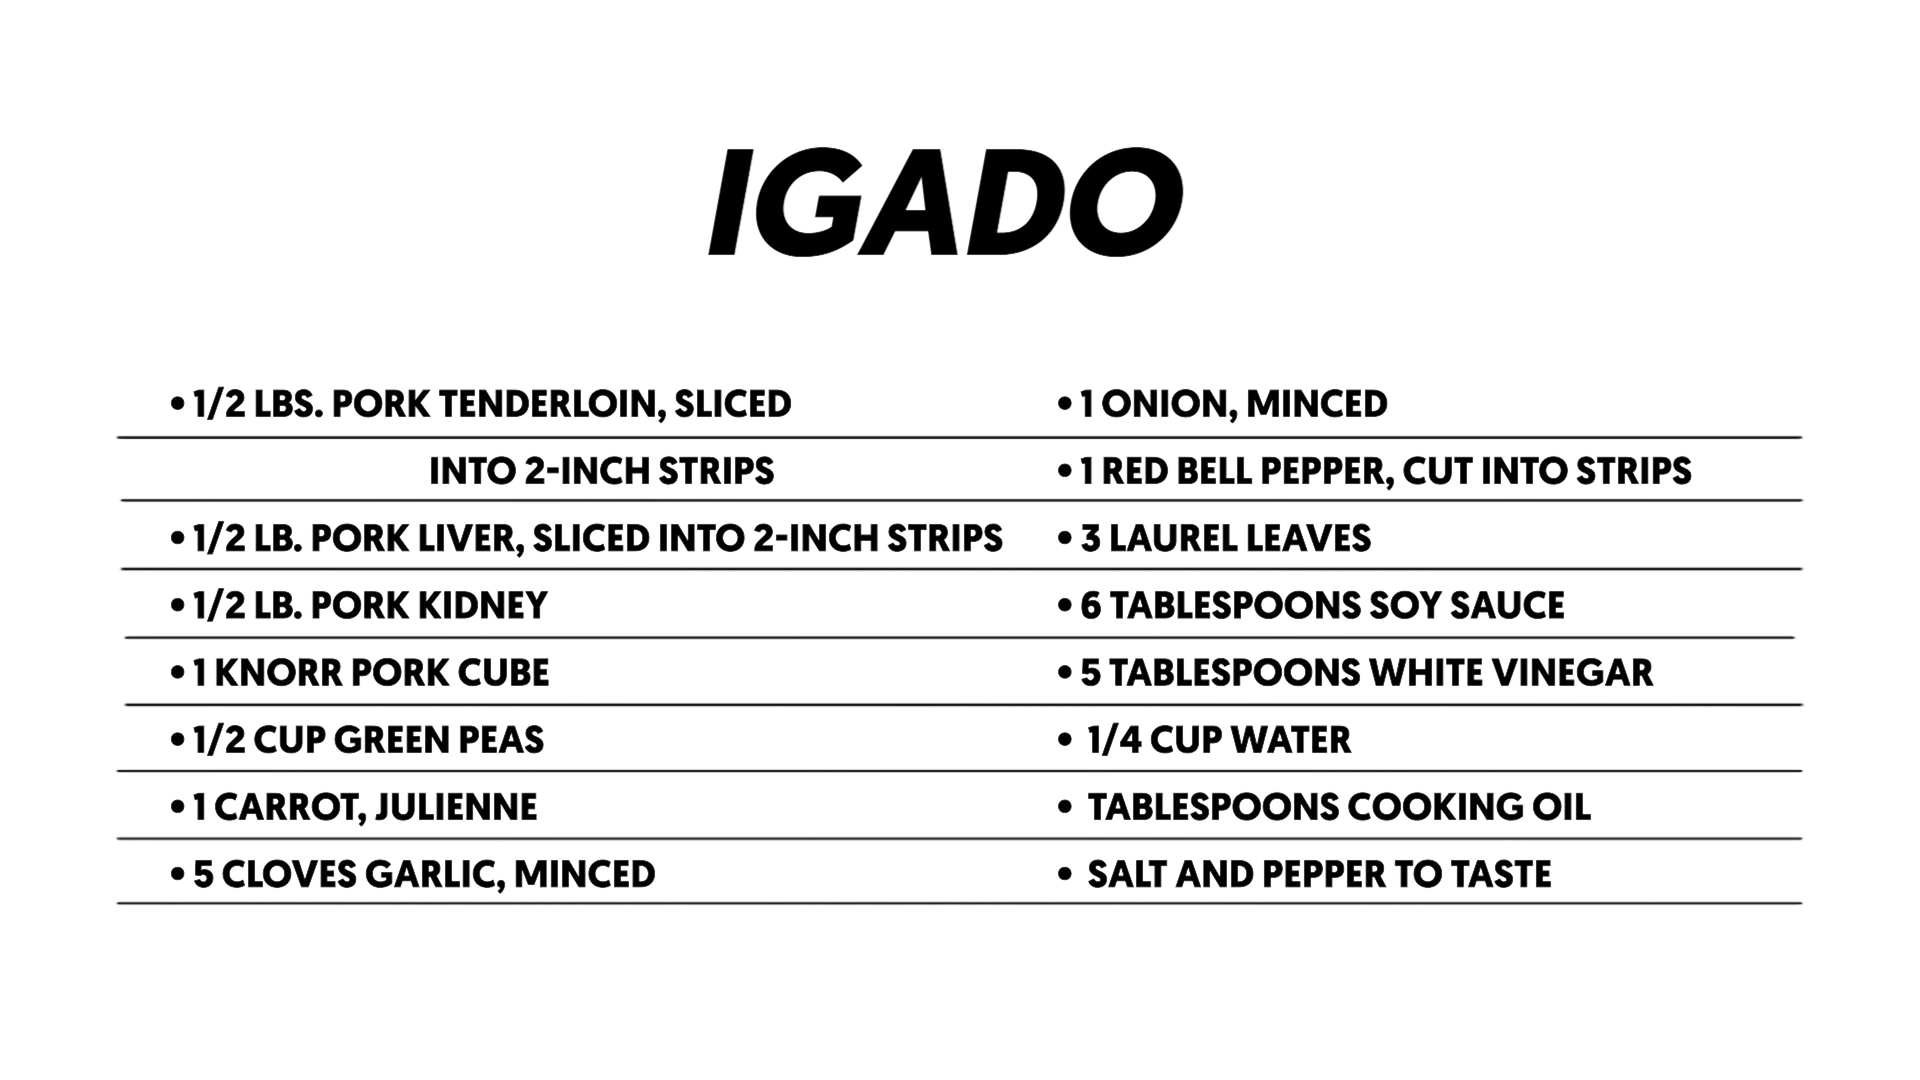 IGADO
• 1/2 LBS. PORK TENDERLOIN, SLICED
INTO 2-INCH STRIPS
• 1/2 LB. PORK LIVER, SLICED INTO 2-INCH STRIPS
• 1/2 LB. PORK KIDNEY
• 1 KNORR PORK CUBE
• 1/2 CUP GREEN PEAS
• 1 CARROT, JULIENNE
• 5 CLOVES GARLIC, MINCED
• 1 ONION, MINCED
• 1 RED BELL PEPPER, CUT INTO STRIPS
• 3 LAUREL LEAVES
• 6 TABLESPOONS SOY SAUCE
• 5 TABLESPOONS WHITE VINEGAR
• 1/4 CUP WATER
• TABLESPOONS COOKING OIL
• SALT AND PEPPER TO TASTE